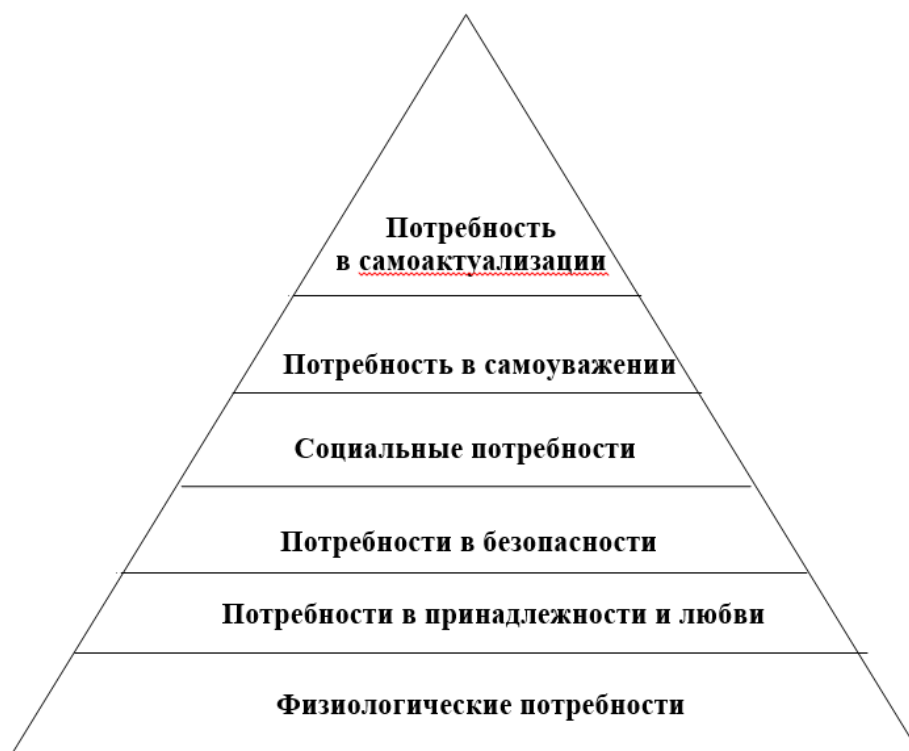 Потребность
в самоактуализации
Потребность в самоуважении
Социальные потребности
Потребности в безопасности
Потребности в принадлежности и любви
Физиологические потребности